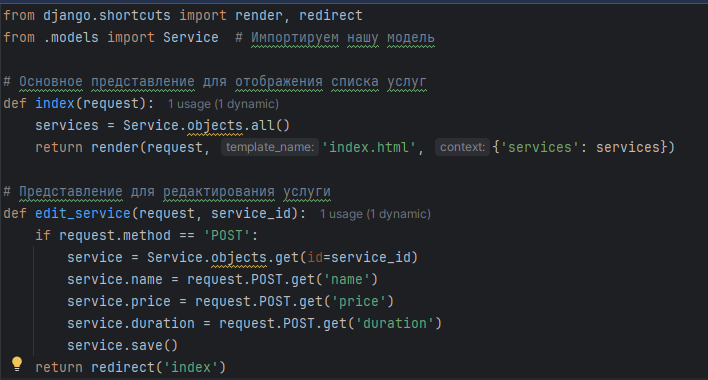 from django.shortcuts import render, redirect
from .models import Service  # Импортируем нашу модель
# Основное представление для отображения списка услуг
def index(request):  1 usage (1 dynamic)
    services = Service.objects.all()
    return render(request, template_name: 'index.html', context: {'services': services})
# Представление для редактирования услуги
def edit_service(request, service_id):  1 usage (1 dynamic)
    if request.method == 'POST':
        service = Service.objects.get(id=service_id)
        service.name = request.POST.get('name')
        service.price = request.POST.get('price')
        service.duration = request.POST.get('duration')
        service.save()
    return redirect('index')